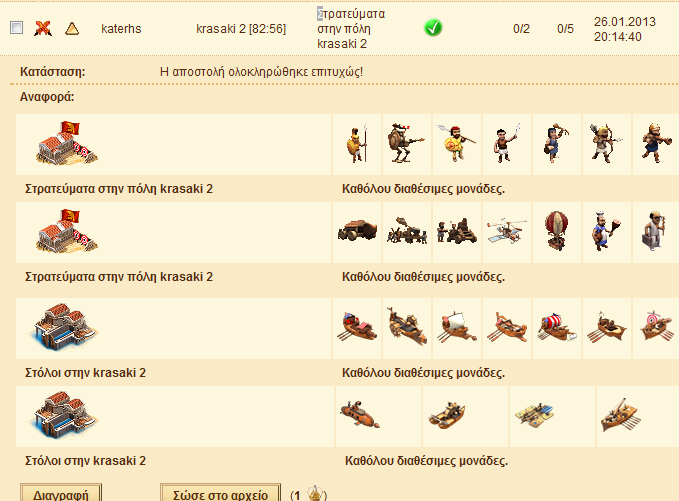 katerhs
krasaki 2 [82:56]
Στρατεύματα
στην πόλη
krasaki 2
0/2
0/5
26.01.2013
20:14:40
Κατάσταση:
Η αποστολή ολοκληρώθηκε επιτυχώς!
Αναφορά:
Στρατεύματα στην πόλη krasaki 2
Καθόλου διαθέσιμες μονάδες.
Στρατεύματα στην πόλη krasaki 2
Καθόλου διαθέσιμες μονάδες.
Στόλοι στην krasaki 2
Καθόλου διαθέσιμες μονάδες.
Στόλοι στην krasaki 2
Καθόλου διαθέσιμες μονάδες.
Διαγραφή
Σώσε στο αρχείο
(1 )